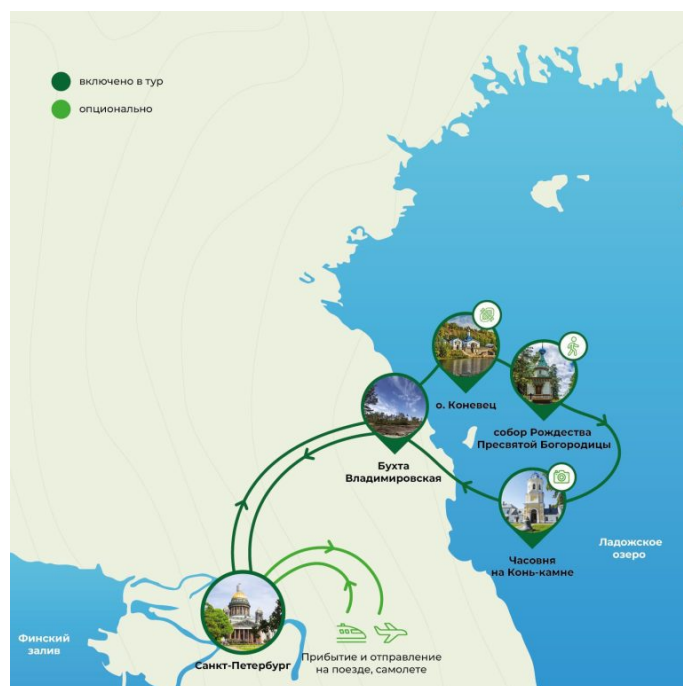 включено в тур
опционально
о. Коневец
собор Рождества
Пресвятой Богородицы
Бухта
Владимировская
Часовня
на Конь-камне
Ладожское
озеро
Финский
залив
Санкт-Петербург
Прибытие и отправление
на поезде, самолете